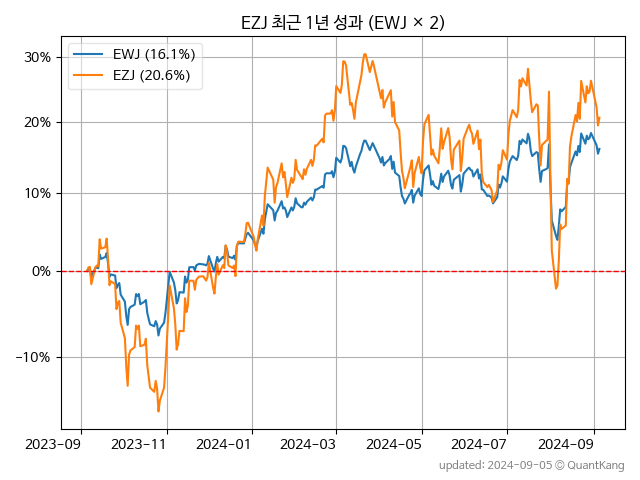 EZJ 최근 1년 성과 (EWJ × 2)
EWJ (16.1%)
EZJ (20.6%)
30%
20%
10%
0%
−10%
2023-09 2023-11 2024-01 2024-03 2024-05 2024-07 2024-09
updated: 2024-09-05 © QuantKang